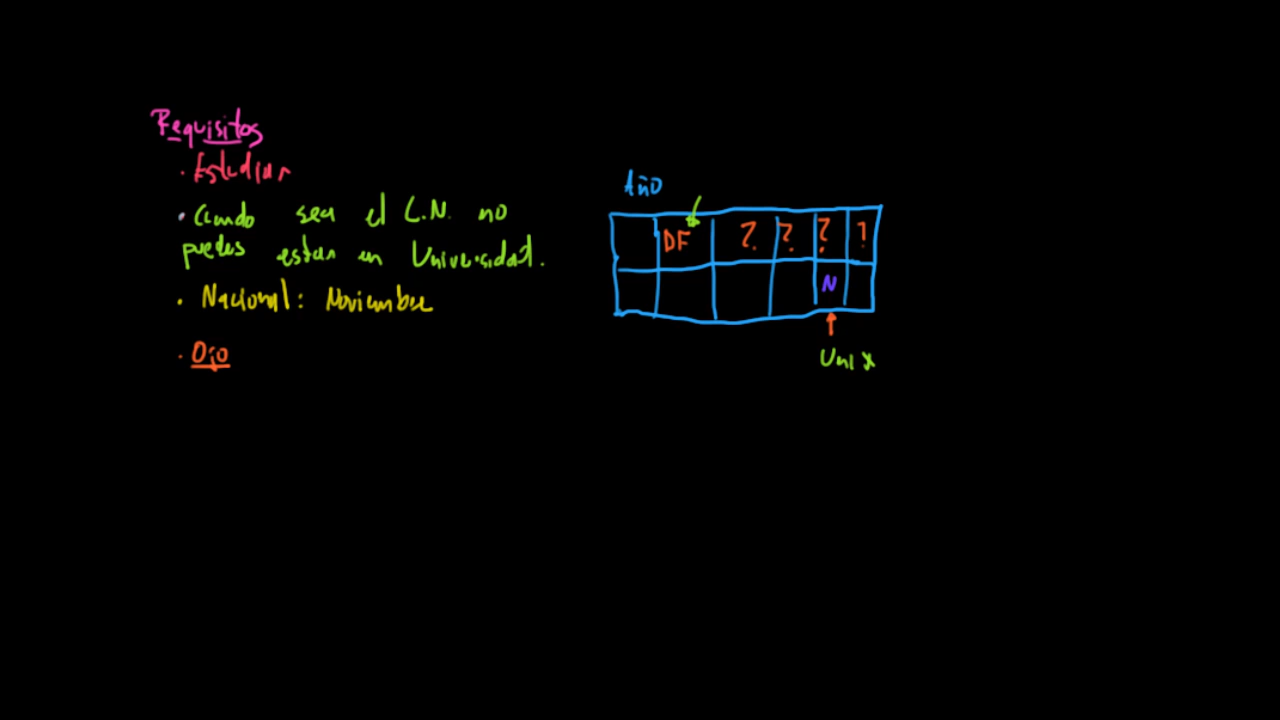 Requisitos
· Estudiar
· Cuando sea el C.N. no
puedes estar en Universidad.
· Nacional: Noviembre
· Ojo
Año
DF ? ? ? ?
N
Uni x